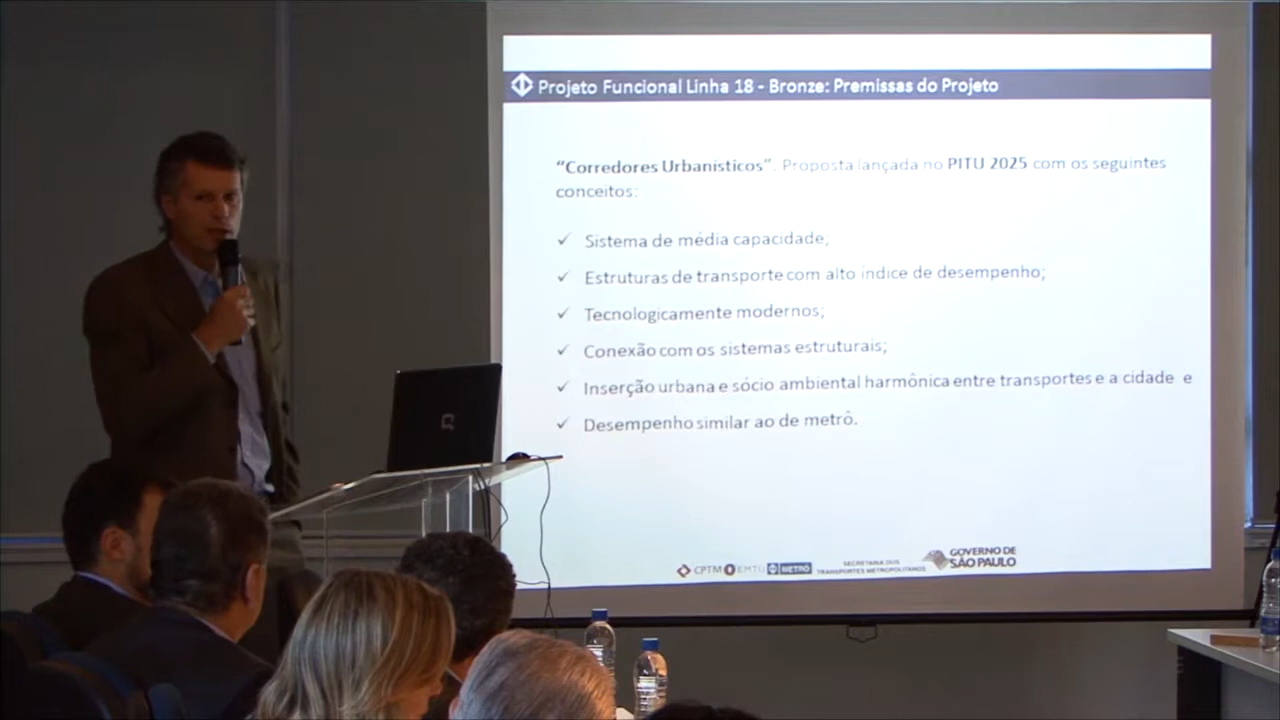 Projeto Funcional Linha 18 - Bronze: Premissas do Projeto
“Corredores Urbanísticos”. Proposta lançada no PITU 2025 com os seguintes
conceitos:
✓ Sistema de média capacidade;
✓ Estruturas de transporte com alto índice de desempenho;
✓ Tecnologicamente modernos;
✓ Conexão com os sistemas estruturais;
✓ Inserção urbana e sócio ambiental harmônica entre transportes e a cidade e
✓ Desempenho similar ao de metrô.
CPTM EMTU METRÔ
SECRETARIA DOS
TRANSPORTES METROPOLITANOS
GOVERNO DE
SÃO PAULO